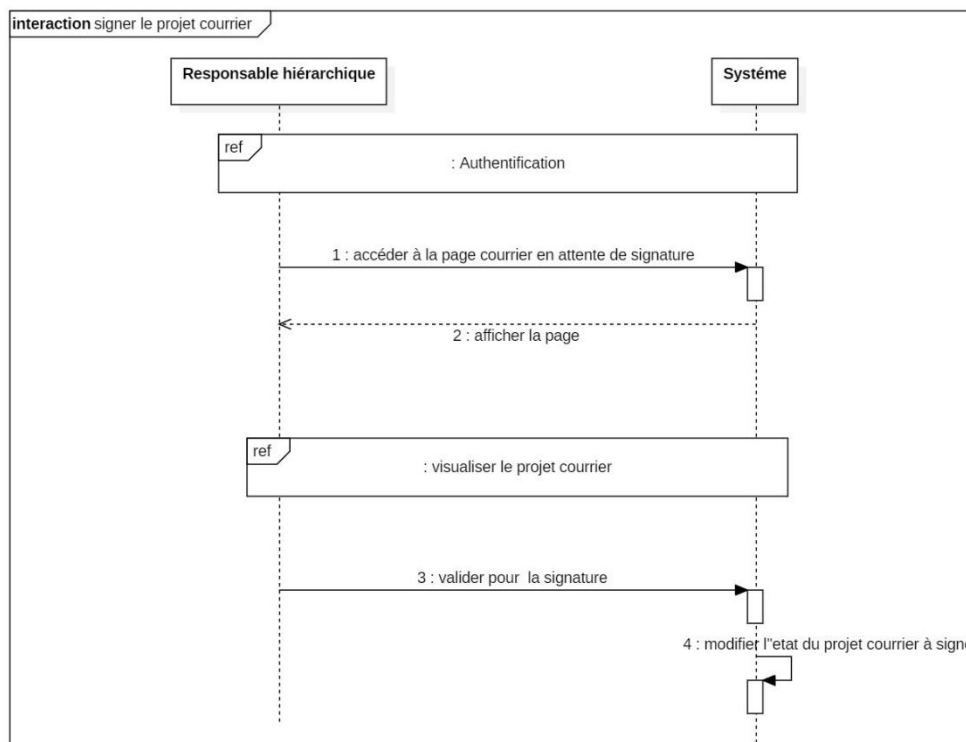 interaction signer le projet courrier
Responsable hiérarchique
Systéme
ref
: Authentification
1 : accéder à la page courrier en attente de signature
2 : afficher la page
ref
: visualiser le projet courrier
3 : valider pour  la signature
4 : modifier l"etat du projet courrier à